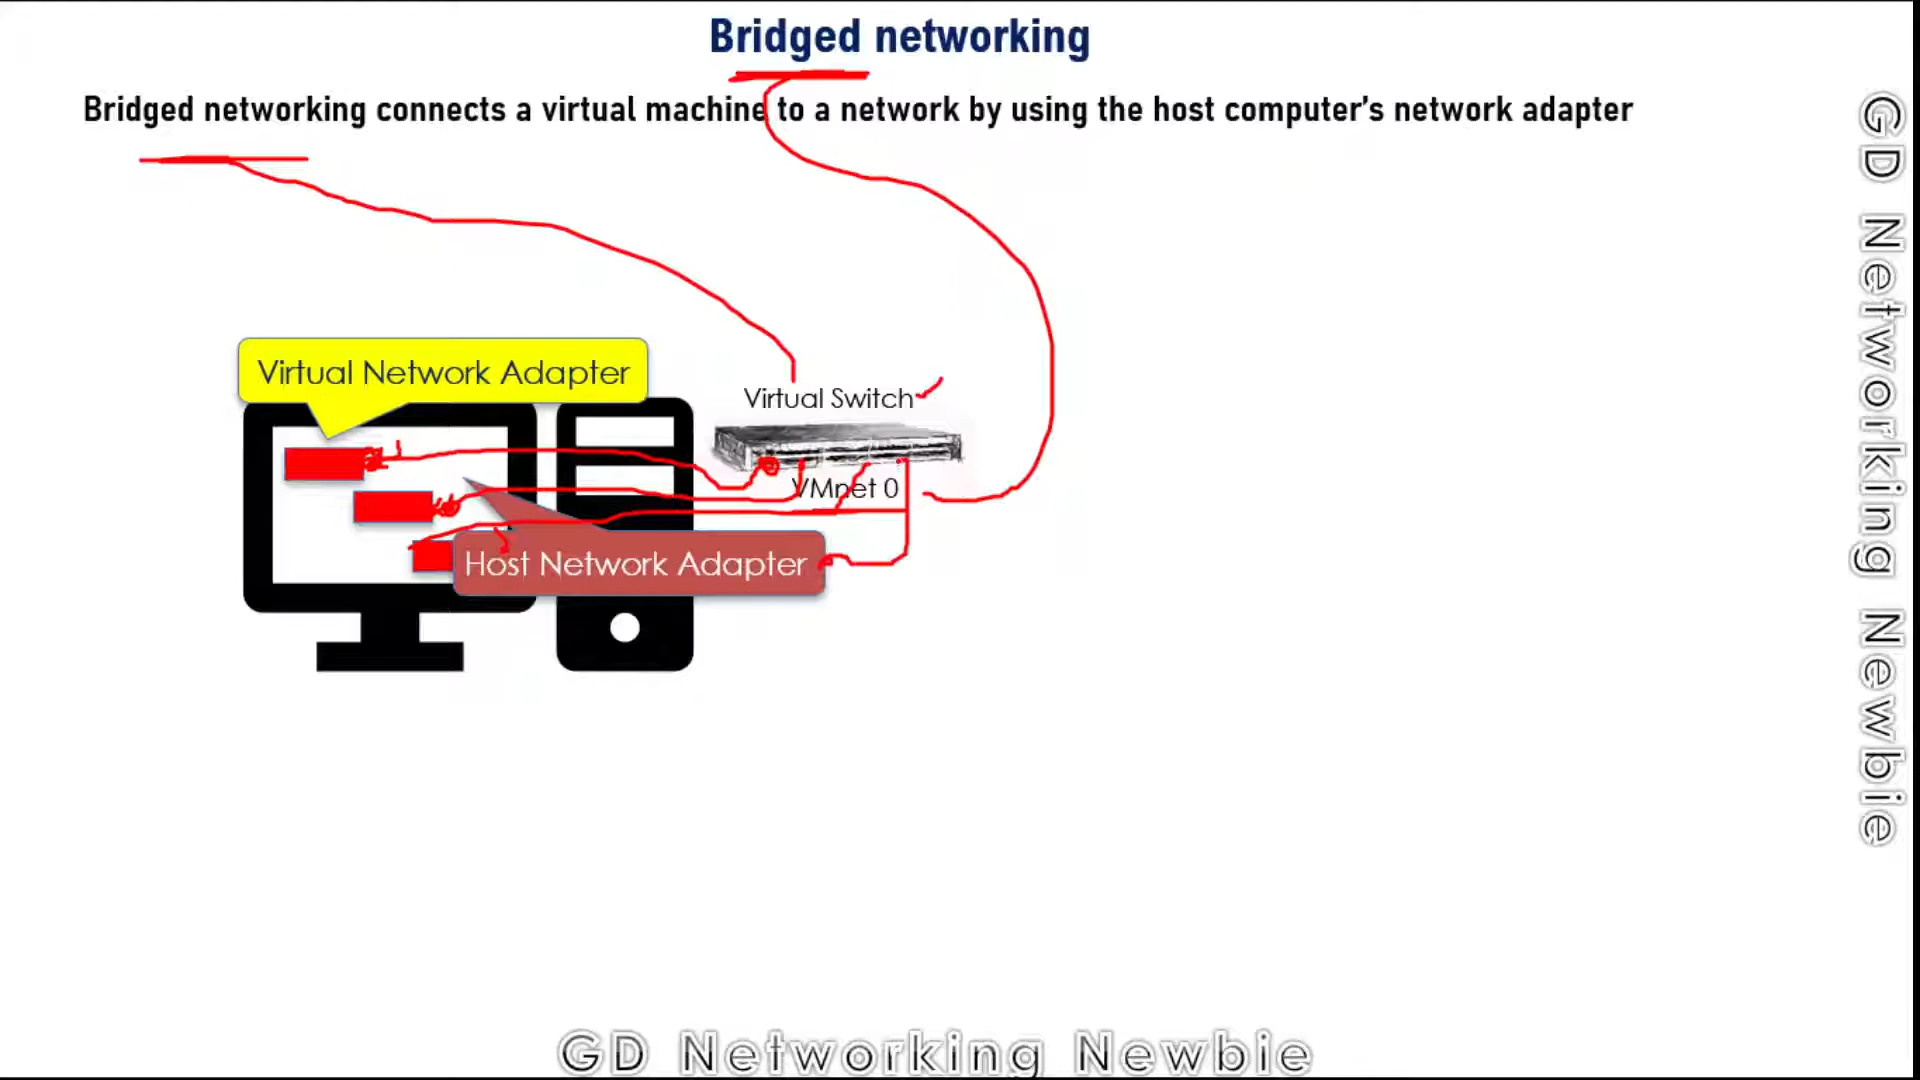 Bridged networking
Bridged networking connects a virtual machine to a network by using the host computer's network adapter
Virtual Network Adapter
Virtual Switch
VMnet 0
Host Network Adapter
GD Networking Newbie
GD Networking Newbie